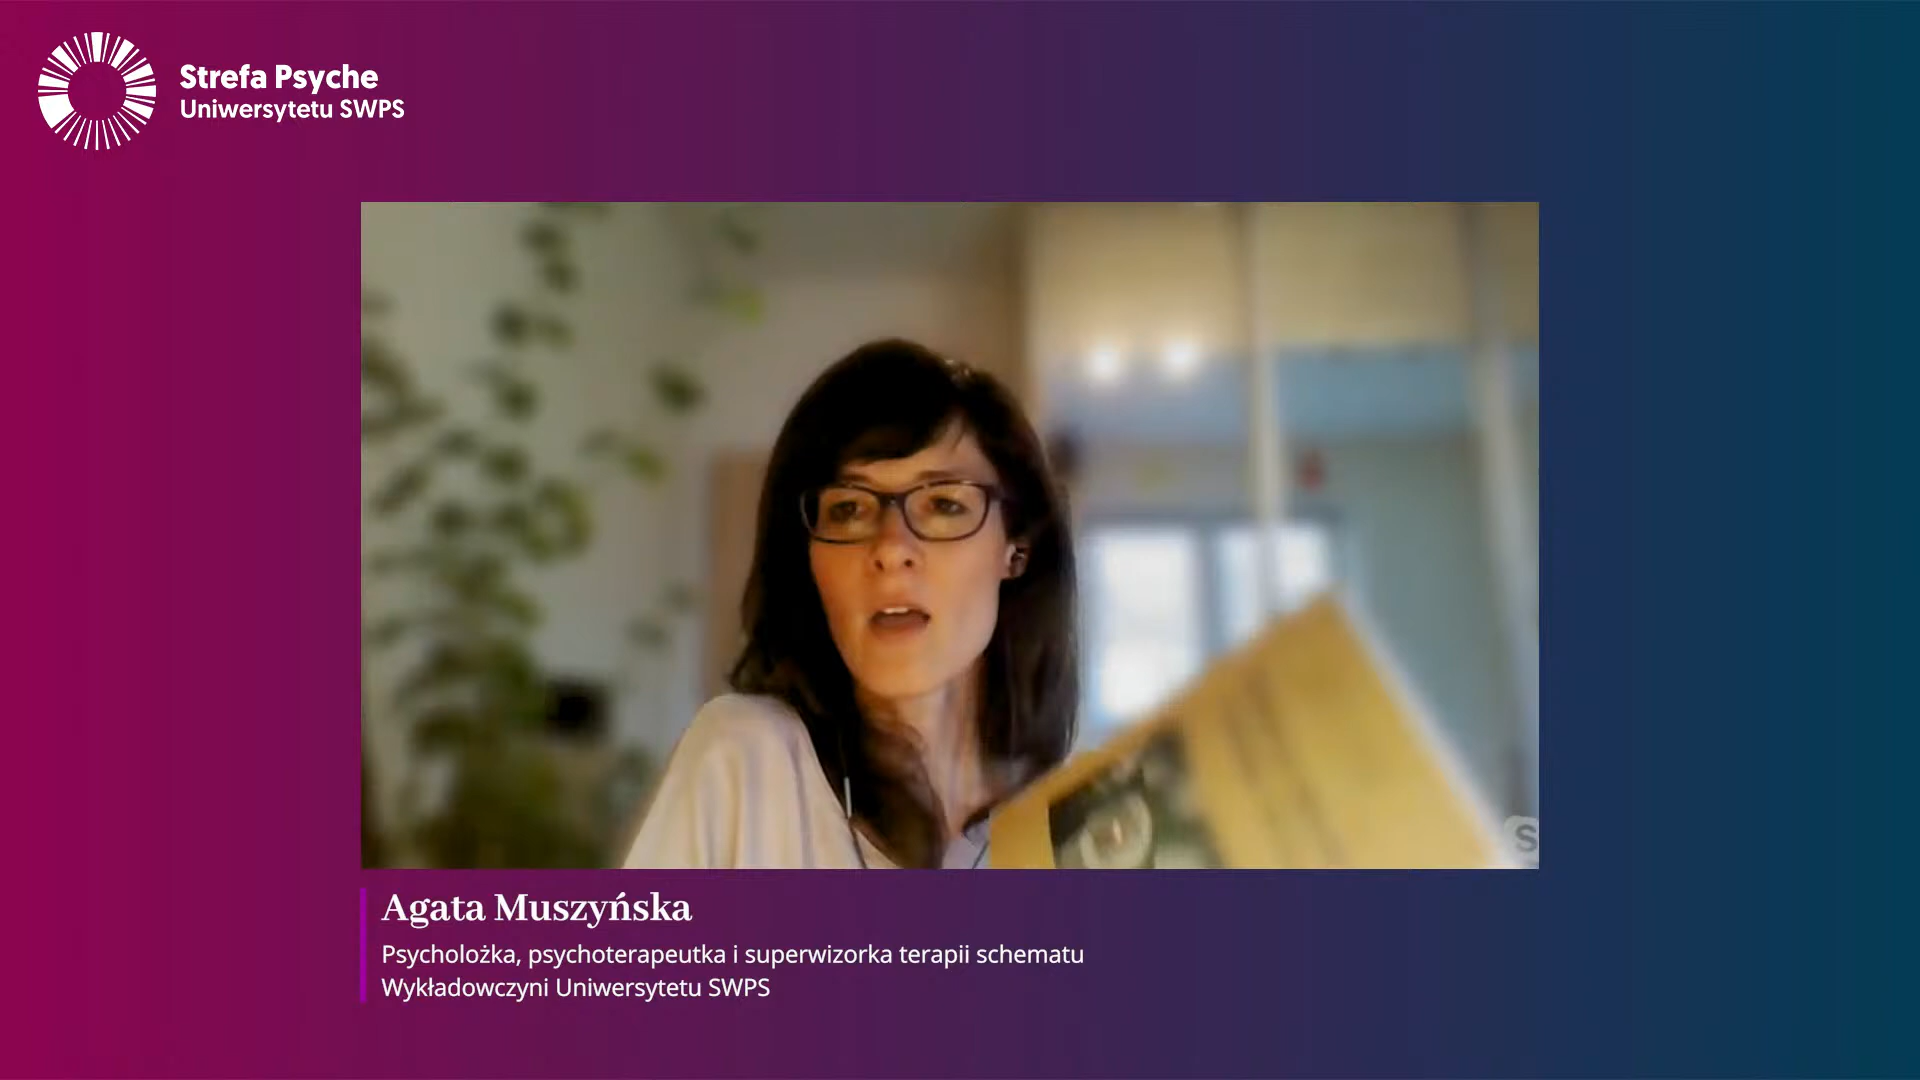 Strefa Psyche
Uniwersytetu SWPS
S
Agata Muszyńska
Psycholożka, psychoterapeutka i superwizorka terapii schematu
Wykładowczyni Uniwersytetu SWPS